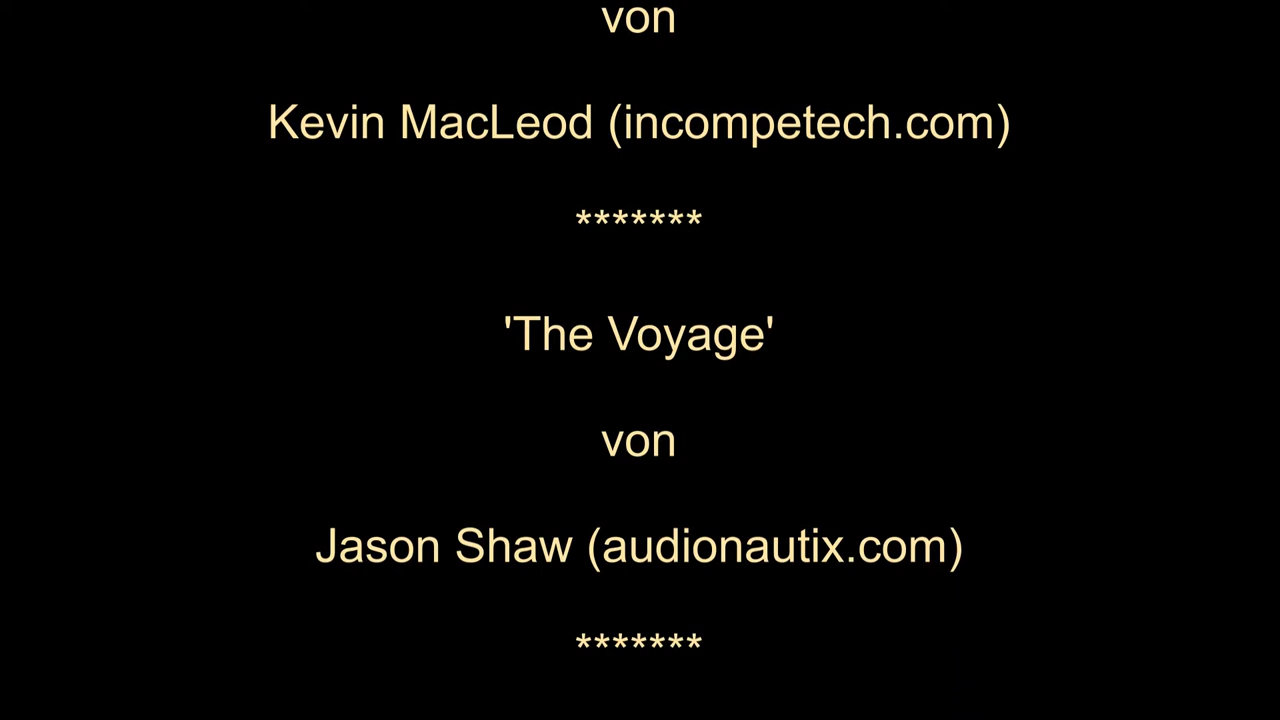 von
Kevin MacLeod (incompetech.com)
*******
'The Voyage'
von
Jason Shaw (audionautix.com)
*******